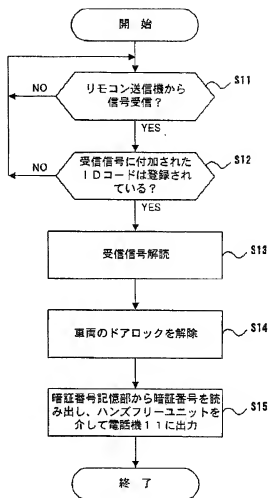 開 始
リモコン送信機から
信号受信？
S11
NO
YES
受信信号に付加された
ＩＤコードは登録され
ている？
S12
NO
YES
受信信号解読
S13
車両のドアロックを解除
S14
暗証番号記憶部から暗証番号を読
み出し、ハンズフリーユニットを
介して電話機１１に出力
S15
終 了